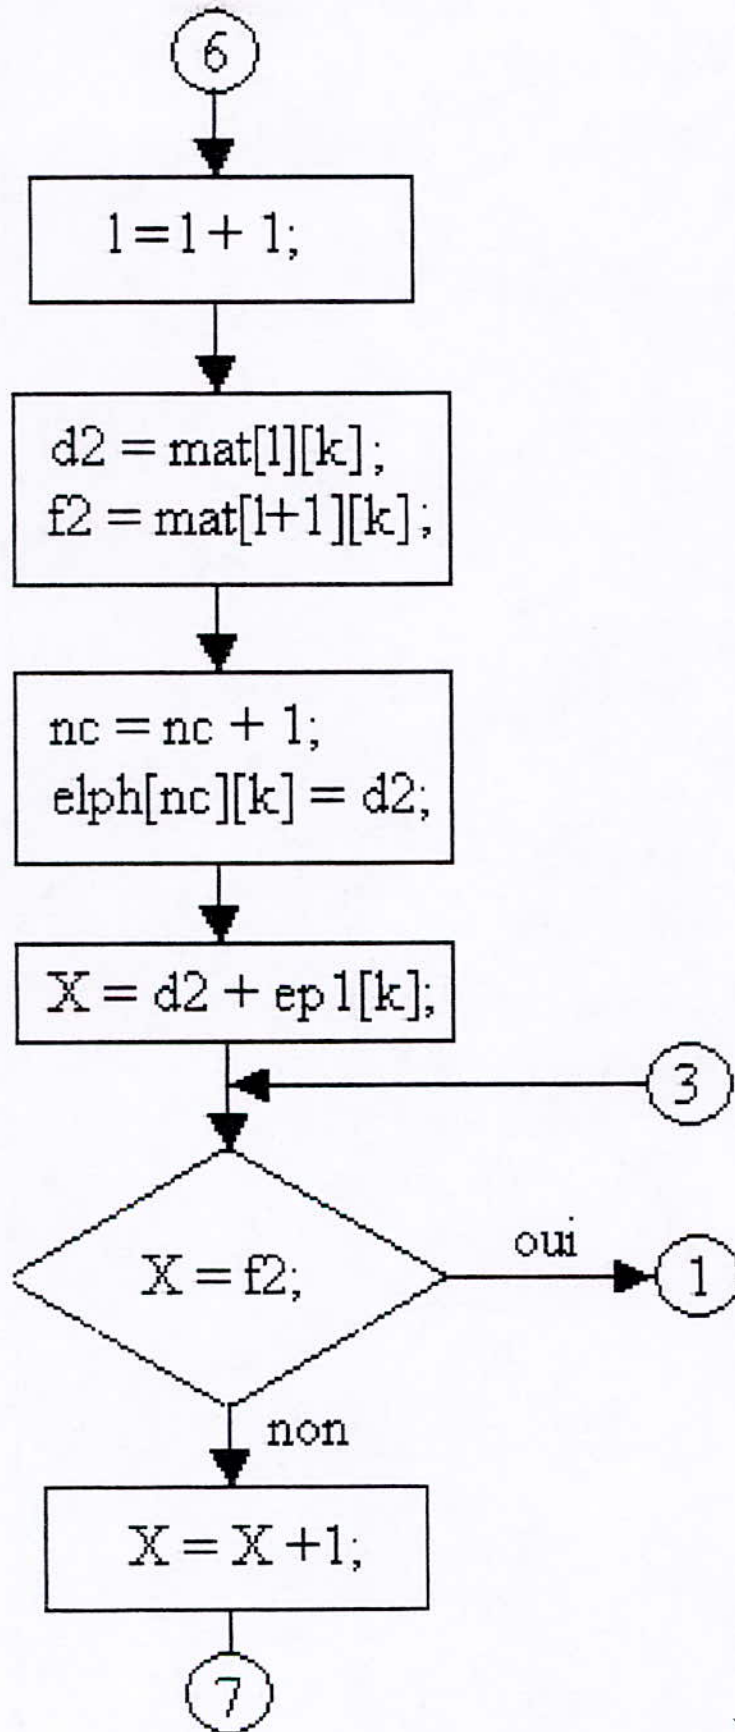 6
l = l + 1;
d2 = mat[l][k];
f2 = mat[l+1][k];
nc = nc + 1;
elph[nc][k] = d2;
X = d2 + ep1[k];
3
X = f2;
oui
1
non
X = X +1;
7